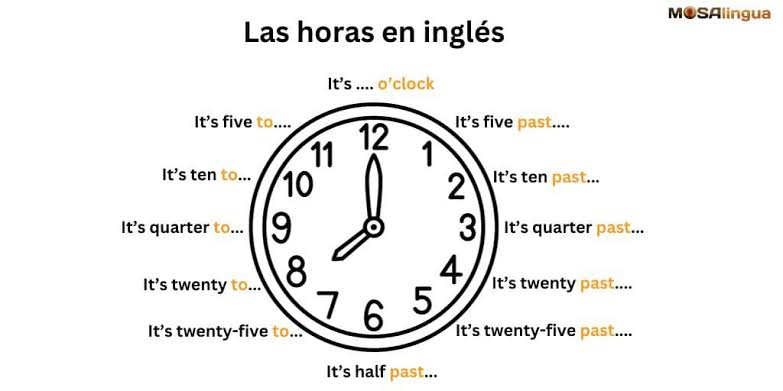 MOSAlingua
Las horas en inglés
It's .... o'clock
It's five to....
It's five past....
It's ten to...
It's ten past...
It's quarter to...
It's quarter past...
It's twenty to...
It's twenty past....
It's twenty-five to...
It's twenty-five past....
It's half past...
12
1
2
3
4
5
6
7
8
9
10
11